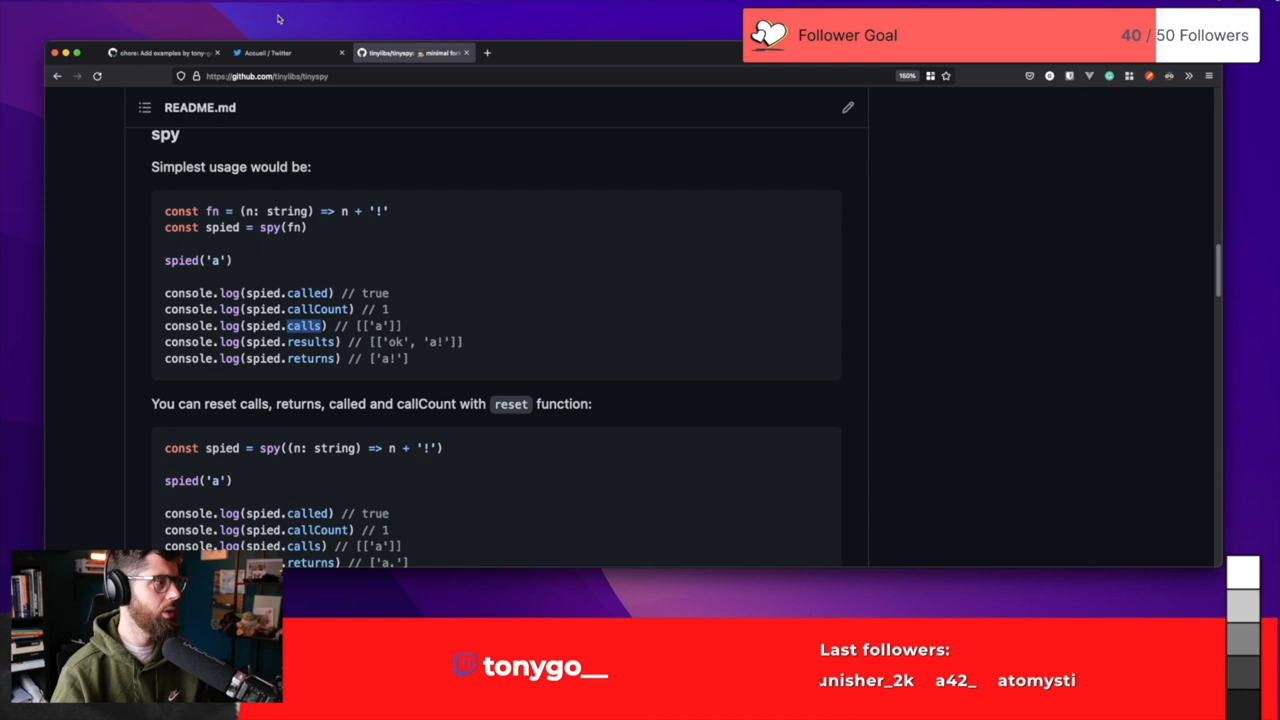 Follower Goal
40 / 50 Followers
chore: Add examples by tony-g
Accueil / Twitter
tinylibs/tinyspy: minimal for
https://github.com/tinylibs/tinyspy
150%
README.md
spy
Simplest usage would be:
const fn = (n: string) => n + '!'
const spied = spy(fn)
spied('a')
console.log(spied.called) // true
console.log(spied.callCount) // 1
console.log(spied.calls) // [['a']]
console.log(spied.results) // [['ok', 'a!']]
console.log(spied.returns) // ['a!']
You can reset calls, returns, called and callCount with reset function:
const spied = spy((n: string) => n + '!')
spied('a')
console.log(spied.called) // true
console.log(spied.callCount) // 1
console.log(spied.calls) // [['a']]
returns) // ['a.']
tonygo__
Last followers:
unisher_2k a42_ atomysti